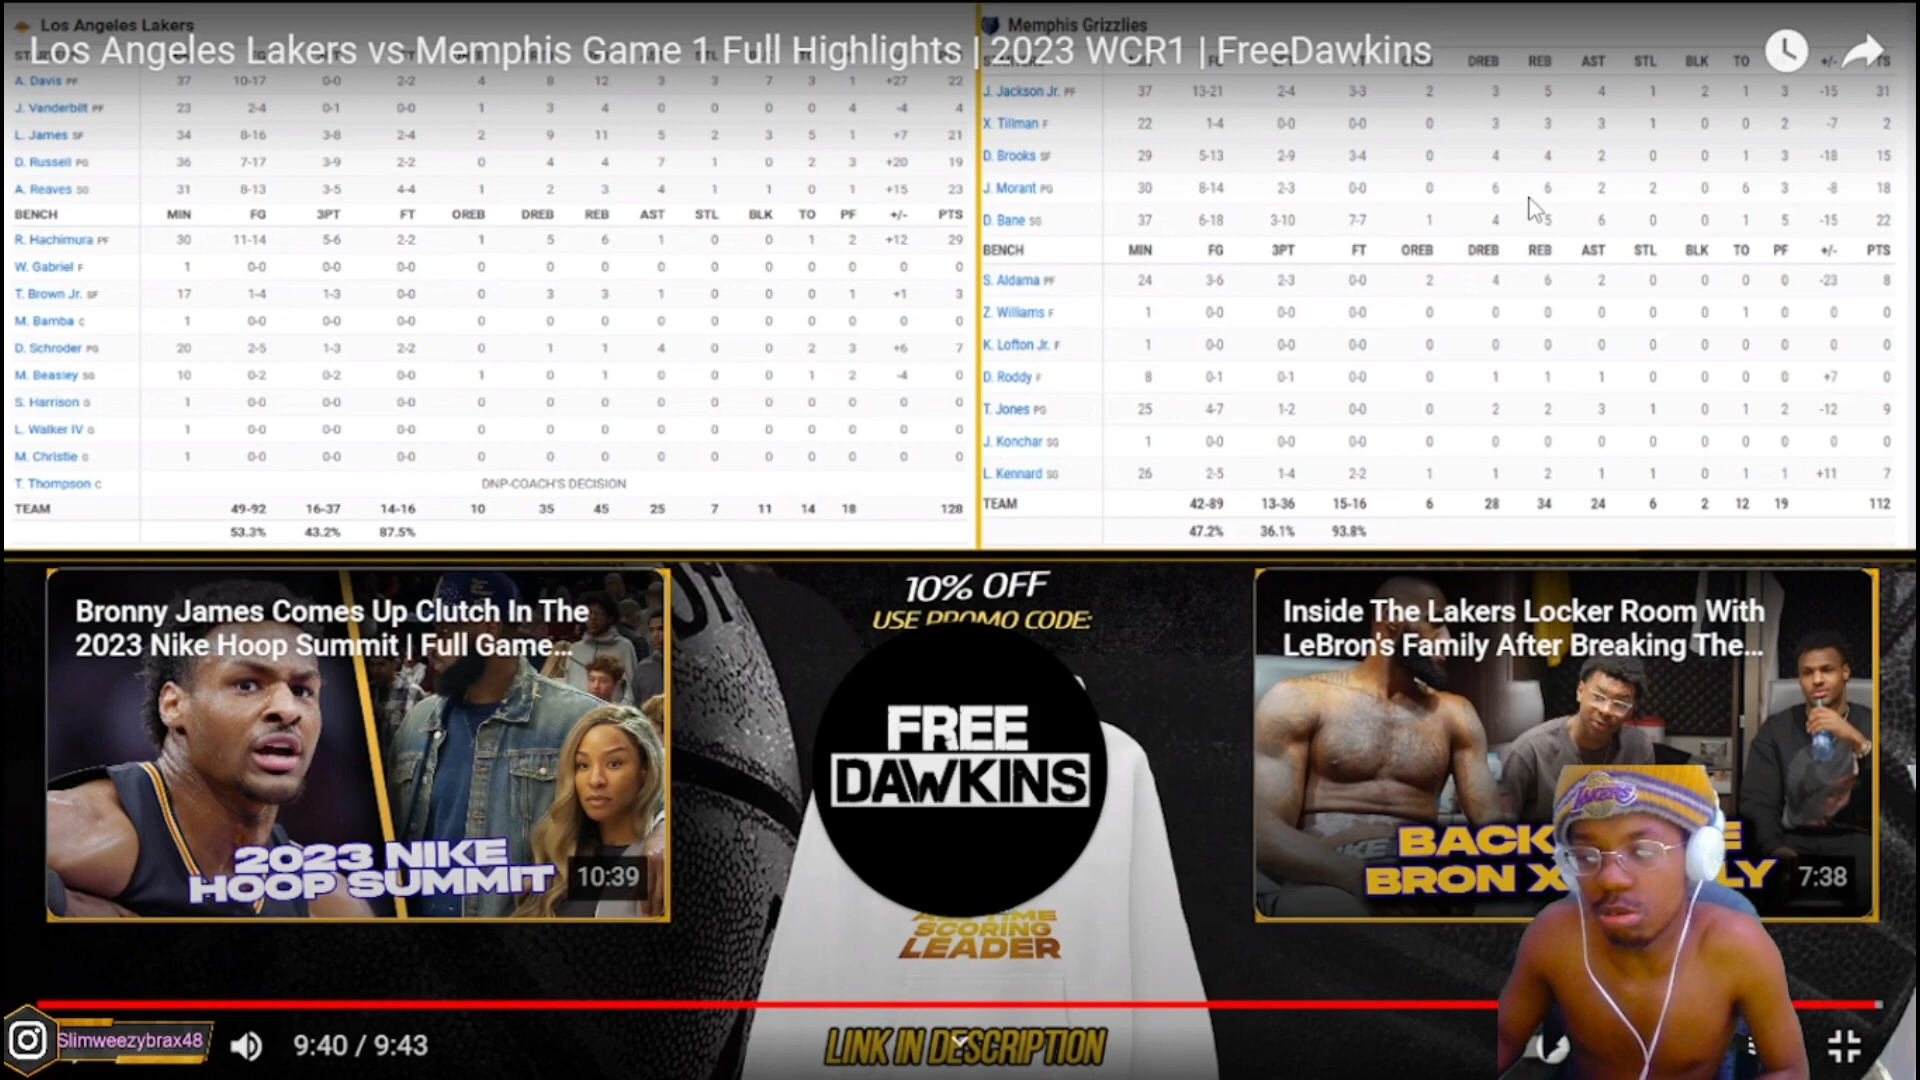 Los Angeles Lakers
Los Angeles Lakers vs Memphis Game 1 Full Highlights | 2023 WCR1 | FreeDawkins
A. Davis PF 37 10-17 0-0 2-2 4 8 12 3 3 7 3 1 +27 22
J. Vanderbilt PF 23 2-4 0-1 0-0 1 3 4 0 0 0 0 4 -4 4
L. James SF 34 8-16 3-8 2-4 2 9 11 5 2 3 5 1 +7 21
D. Russell PG 36 7-17 3-9 2-2 0 4 4 7 1 0 2 3 +20 19
A. Reaves SG 31 8-13 3-5 4-4 1 2 3 4 1 1 0 1 +15 23
BENCH MIN FG 3PT FT OREB DREB REB AST STL BLK TO PF +/- PTS
R. Hachimura PF 30 11-14 5-6 2-2 1 5 6 1 0 0 1 2 +12 29
W. Gabriel F 1 0-0 0-0 0-0 0 0 0 0 0 0 0 0 0 0
T. Brown Jr. SF 17 1-4 1-3 0-0 0 3 3 1 0 0 0 1 +1 3
M. Bamba C 1 0-0 0-0 0-0 0 0 0 0 0 0 0 0 0 0
D. Schroder PG 20 2-5 1-3 2-2 0 1 1 4 0 0 2 3 +6 7
M. Beasley SG 10 0-2 0-2 0-0 1 0 1 0 0 0 1 2 -4 0
S. Harrison G 1 0-0 0-0 0-0 0 0 0 0 0 0 0 0 0 0
L. Walker IV G 1 0-0 0-0 0-0 0 0 0 0 0 0 0 0 0 0
M. Christie G 1 0-0 0-0 0-0 0 0 0 0 0 0 0 0 0 0
T. Thompson C DNP-COACH'S DECISION
TEAM 49-92 16-37 14-16 10 35 45 25 7 11 14 18 128
53.3% 43.2% 87.5%
Memphis Grizzlies
DREB REB AST STL BLK TO +/-
J. Jackson Jr. PF 37 13-21 2-4 3-3 2 3 5 4 1 2 1 3 -15 31
X. Tillman F 22 1-4 0-0 0-0 0 3 3 3 1 0 0 2 -7 2
D. Brooks SF 29 5-13 2-9 3-4 0 4 4 2 0 0 1 3 -18 15
J. Morant PG 30 8-14 2-3 0-0 0 6 6 2 2 0 6 3 -8 18
D. Bane SG 37 6-18 3-10 7-7 1 4 5 6 0 0 1 5 -15 22
BENCH MIN FG 3PT FT OREB DREB REB AST STL BLK TO PF +/- PTS
S. Aldama PF 24 3-6 2-3 0-0 2 4 6 2 0 0 0 0 -23 8
Z. Williams F 1 0-0 0-0 0-0 0 0 0 0 0 0 1 0 0 0
K. Lofton Jr. F 1 0-0 0-0 0-0 0 0 0 0 0 0 0 0 0 0
D. Roddy F 8 0-1 0-1 0-0 0 1 1 1 0 0 0 0 +7 0
T. Jones PG 25 4-7 1-2 0-0 0 2 2 3 1 0 1 2 -12 9
J. Konchar SG 1 0-0 0-0 0-0 0 0 0 0 0 0 0 0 0 0
L. Kennard SG 26 2-5 1-4 2-2 1 1 2 1 1 0 1 1 +11 7
TEAM 42-89 13-36 15-16 6 28 34 24 6 2 12 19 112
47.2% 36.1% 93.8%
Bronny James Comes Up Clutch In The
2023 Nike Hoop Summit | Full Game...
2023 NIKE
HOOP SUMMIT
10:39
10% OFF
USE PROMO CODE:
FREE
DAWKINS
SCORING
LEADER
Inside The Lakers Locker Room With
LeBron's Family After Breaking The...
LAKERS
BRON X
7:38
Slimweezybrax48
9:40 / 9:43
LINK IN DESCRIPTION